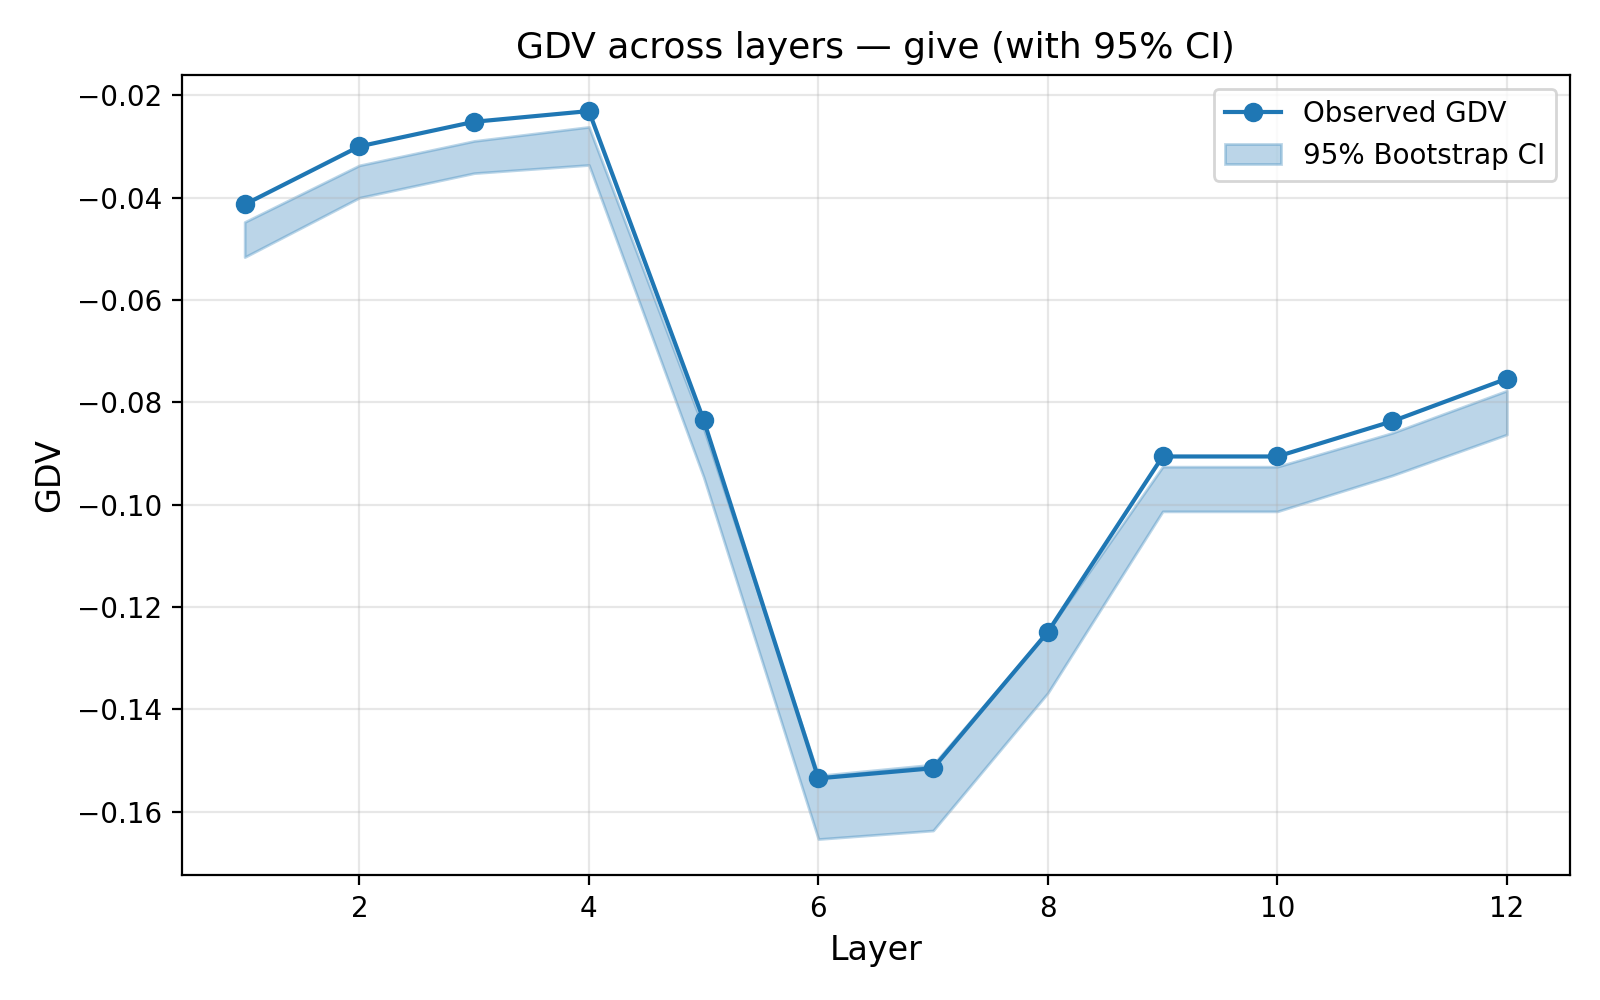 GDV across layers — give (with 95% CI)
Observed GDV
95% Bootstrap CI
GDV
−0.02
−0.04
−0.06
−0.08
−0.10
−0.12
−0.14
−0.16
2 4 6 8 10 12
Layer